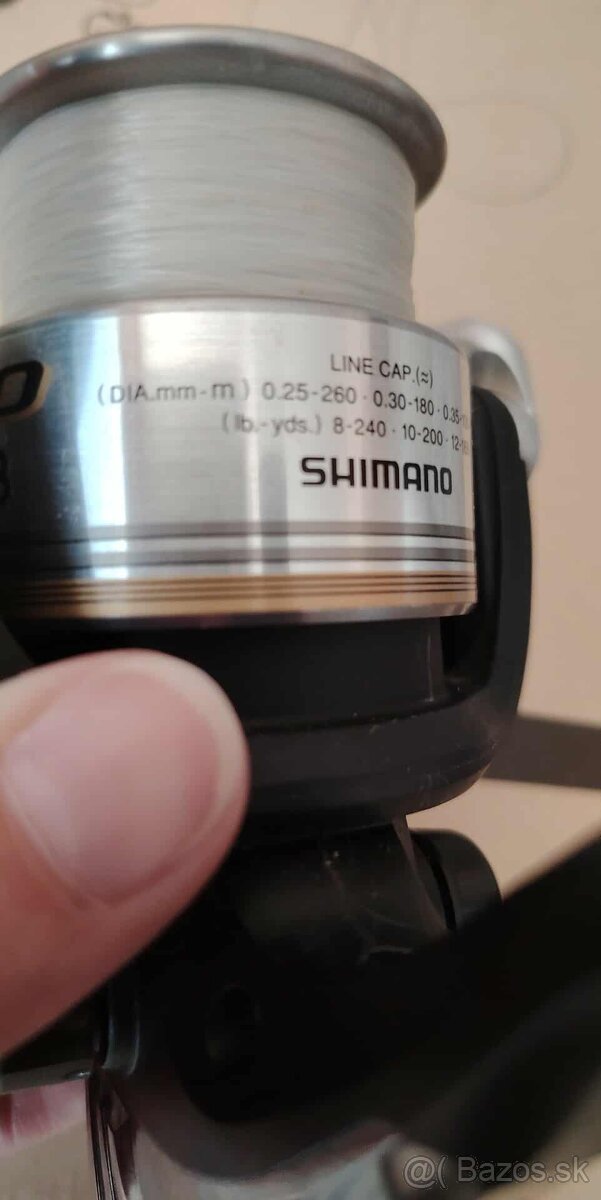 LINE CAP.(≈)
(DIA.mm-m) 0.25-260 · 0.30-180 · 0.35-
(lb.-yds.) 8-240 · 10-200 · 12-
SHIMANO
@( Bazos.sk